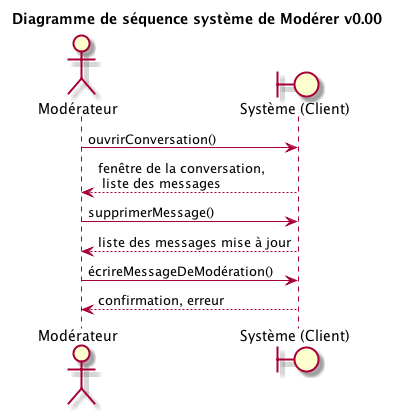 Diagramme de séquence système de Modérer v0.00
Modérateur
Système (Client)
ouvrirConversation()
fenêtre de la conversation,
liste des messages
supprimerMessage()
liste des messages mise à jour
écrireMessageDeModération()
confirmation, erreur
Modérateur
Système (Client)